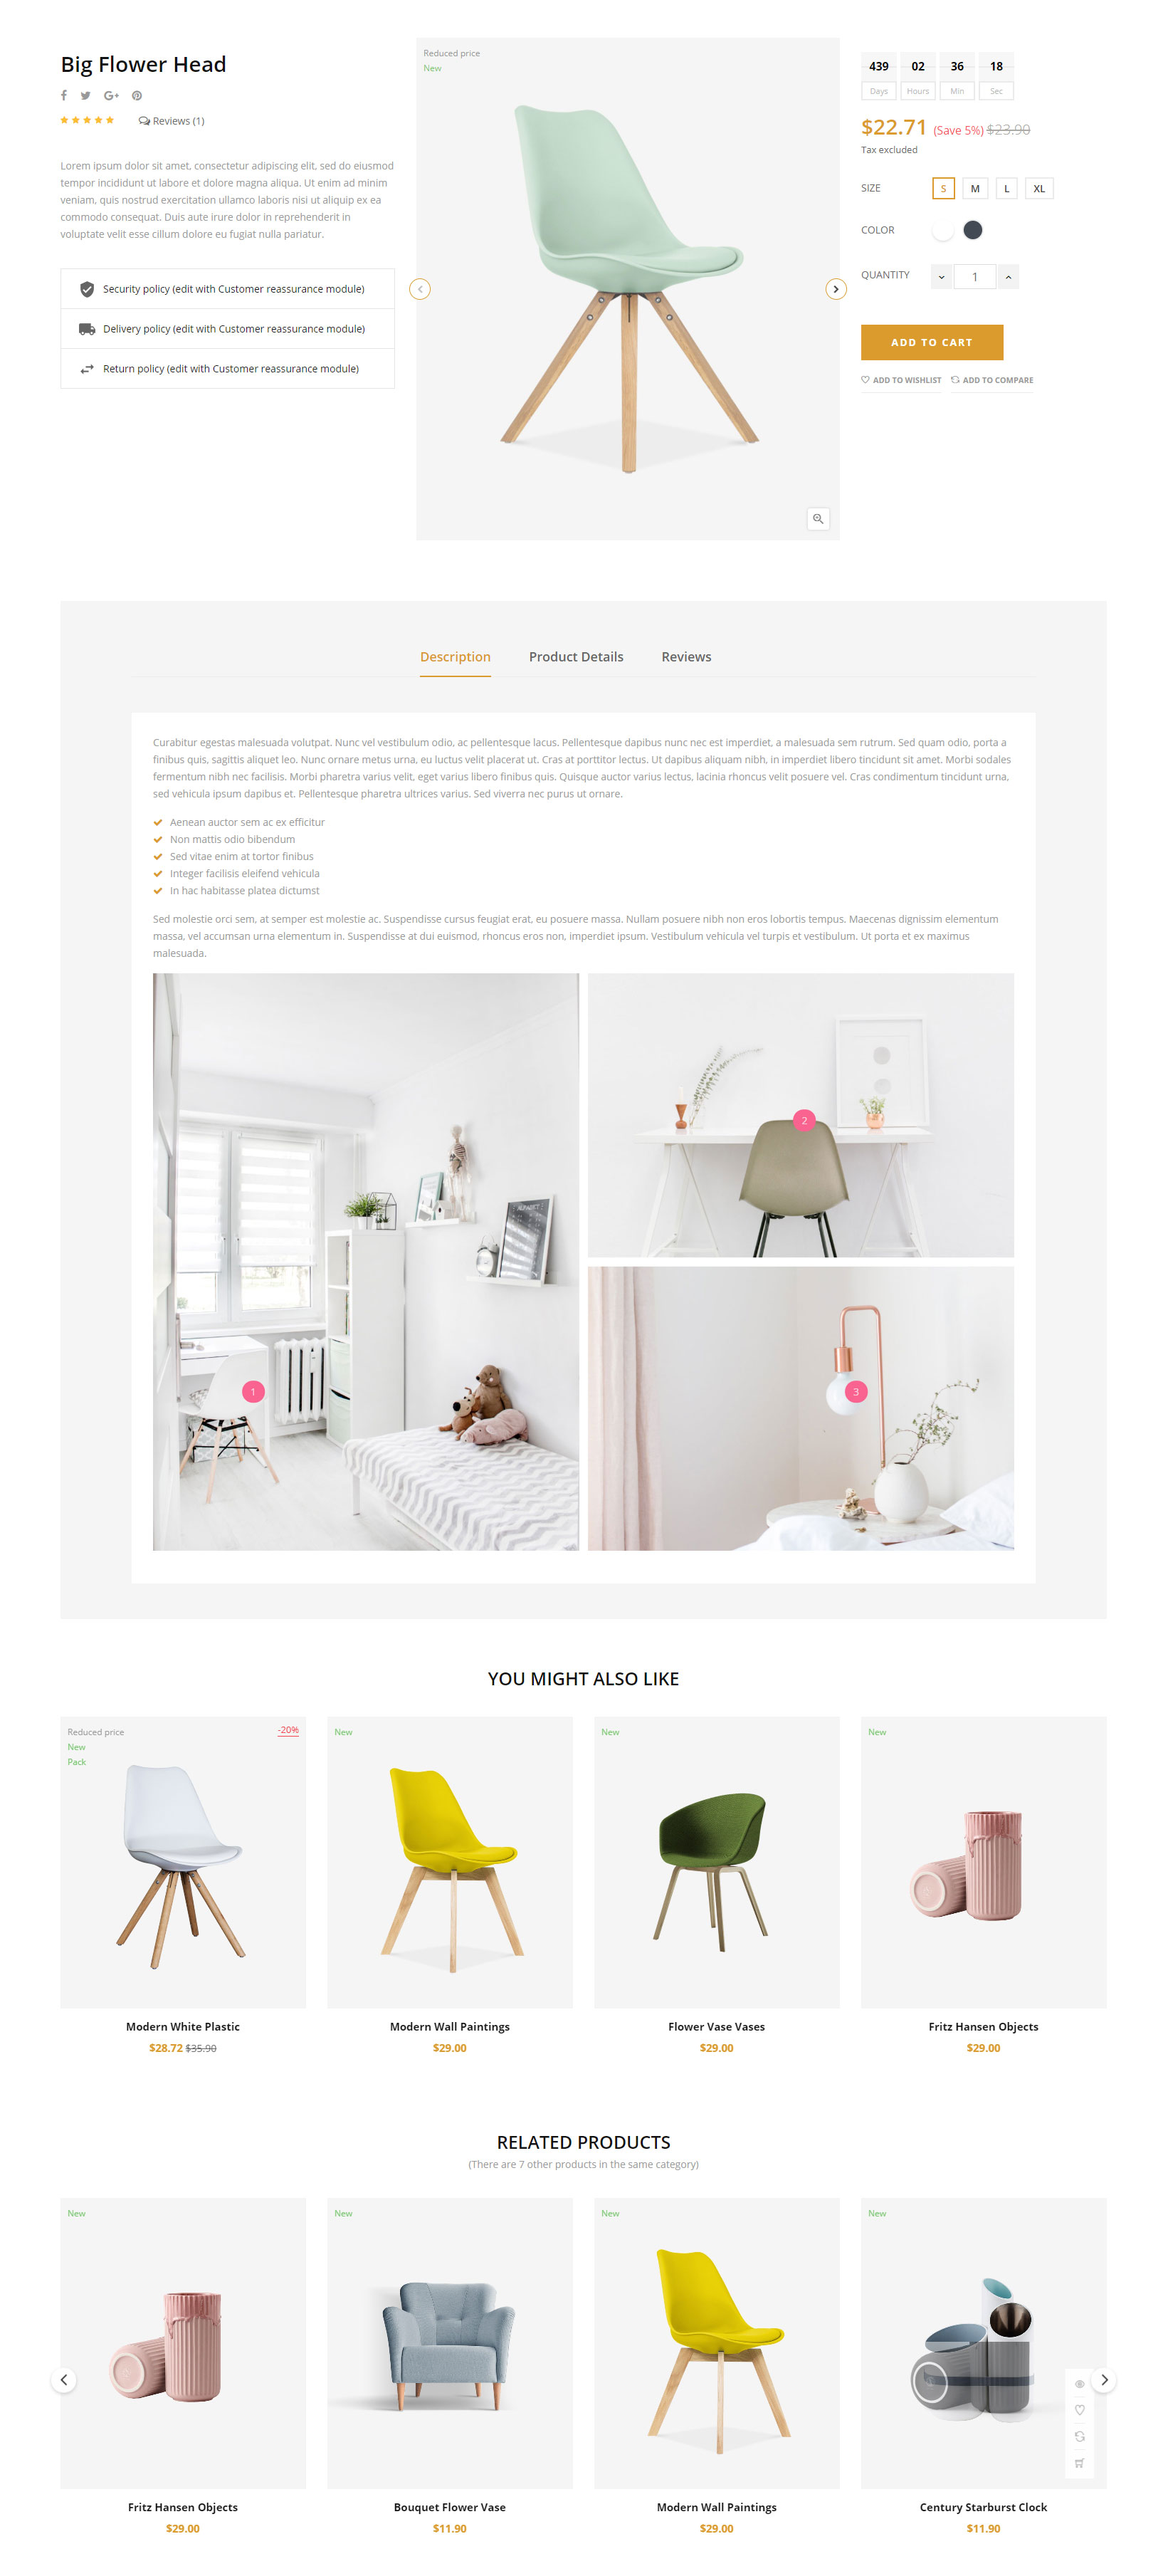 Big Flower Head
Reviews (1)
Lorem ipsum dolor sit amet, consectetur adipiscing elit, sed do eiusmod
tempor incididunt ut labore et dolore magna aliqua. Ut enim ad minim
veniam, quis nostrud exercitation ullamco laboris nisi ut aliquip ex ea
commodo consequat. Duis aute irure dolor in reprehenderit in
voluptate velit esse cillum dolore eu fugiat nulla pariatur.
Security policy (edit with Customer reassurance module)
Delivery policy (edit with Customer reassurance module)
Return policy (edit with Customer reassurance module)
Reduced price
New
439 02 36 18
Days Hours Min Sec
$22.71 (Save 5%) $23.90
Tax excluded
SIZE S M L XL
COLOR
QUANTITY 1
ADD TO CART
ADD TO WISHLIST ADD TO COMPARE
Description Product Details Reviews
Curabitur egestas malesuada volutpat. Nunc vel vestibulum odio, ac pellentesque lacus. Pellentesque dapibus nunc nec est imperdiet, a malesuada sem rutrum. Sed quam odio, porta a
finibus quis, sagittis aliquet leo. Nunc ornare metus urna, eu luctus velit placerat ut. Cras at porttitor lectus. Ut dapibus aliquam nibh, in imperdiet libero tincidunt sit amet. Morbi sodales
fermentum nibh nec facilisis. Morbi pharetra varius velit, eget varius libero finibus quis. Quisque auctor varius lectus, lacinia rhoncus velit posuere vel. Cras condimentum tincidunt urna,
sed vehicula ipsum dapibus et. Pellentesque pharetra ultrices varius. Sed viverra nec purus ut ornare.
Aenean auctor sem ac ex efficitur
Non mattis odio bibendum
Sed vitae enim at tortor finibus
Integer facilisis eleifend vehicula
In hac habitasse platea dictumst
Sed molestie orci sem, at semper est molestie ac. Suspendisse cursus feugiat erat, eu posuere massa. Nullam posuere nibh non eros lobortis tempus. Maecenas dignissim elementum
massa, vel accumsan urna elementum in. Suspendisse at dui euismod, rhoncus eros non, imperdiet ipsum. Vestibulum vehicula vel turpis et vestibulum. Ut porta et ex maximus
malesuada.
1
2
3
YOU MIGHT ALSO LIKE
Reduced price
New
Pack
-20%
New
New
New
Modern White Plastic
$28.72 $35.90
Modern Wall Paintings
$29.00
Flower Vase Vases
$29.00
Fritz Hansen Objects
$29.00
RELATED PRODUCTS
(There are 7 other products in the same category)
New
New
New
New
Fritz Hansen Objects
$29.00
Bouquet Flower Vase
$11.90
Modern Wall Paintings
$29.00
Century Starburst Clock
$11.90